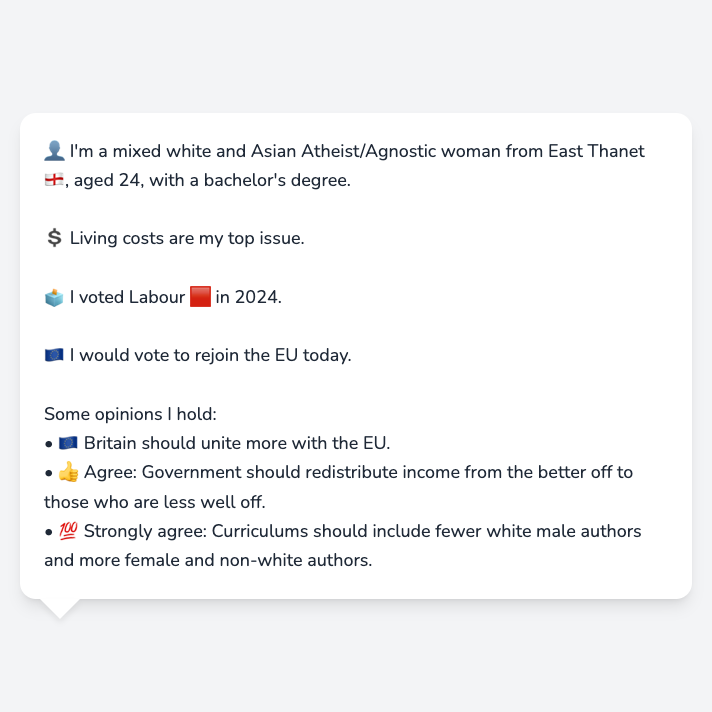 👤 I'm a mixed white and Asian Atheist/Agnostic woman from East Thanet
🏴󠁧󠁢󠁥󠁮󠁧󠁿, aged 24, with a bachelor's degree.
💲 Living costs are my top issue.
🗳️ I voted Labour 🟥 in 2024.
🇪🇺 I would vote to rejoin the EU today.
Some opinions I hold:
• 🇪🇺 Britain should unite more with the EU.
• 👍 Agree: Government should redistribute income from the better off to
those who are less well off.
• 💯 Strongly agree: Curriculums should include fewer white male authors
and more female and non-white authors.